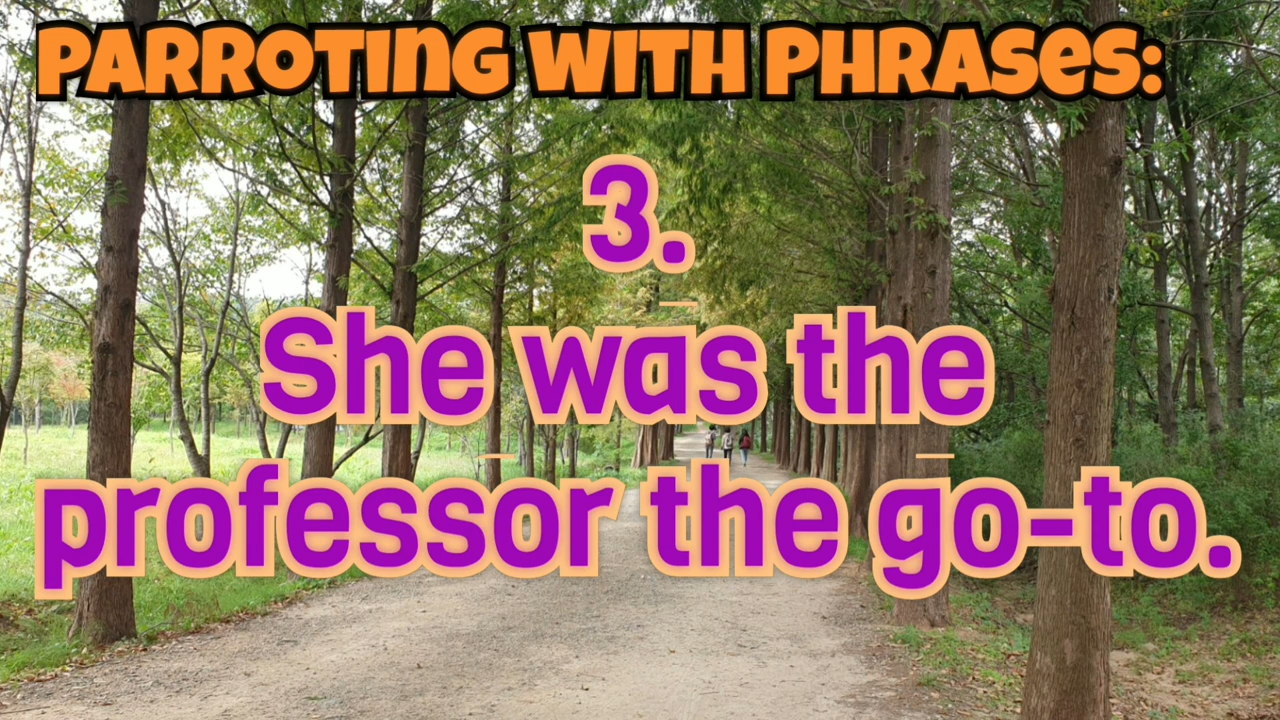 PARROTING WITH PHRASES:
3.
She was the
professor the go-to.